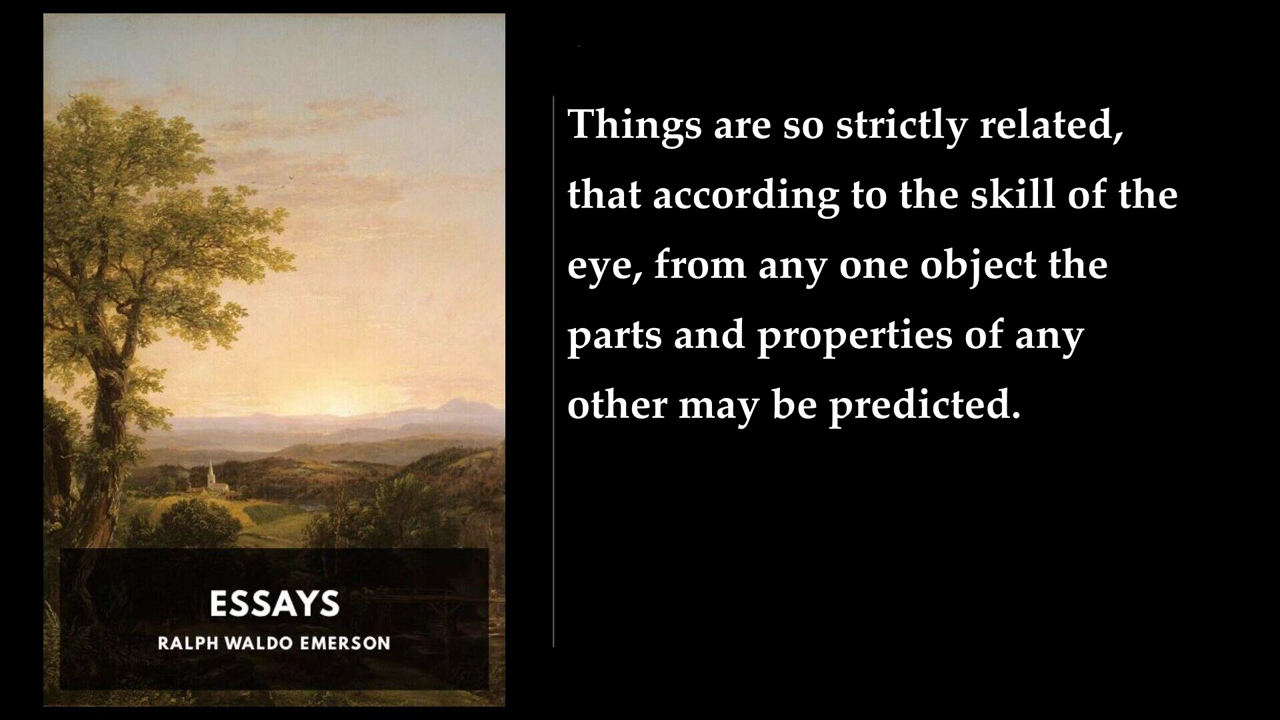 ESSAYS
RALPH WALDO EMERSON
Things are so strictly related,
that according to the skill of the
eye, from any one object the
parts and properties of any
other may be predicted.